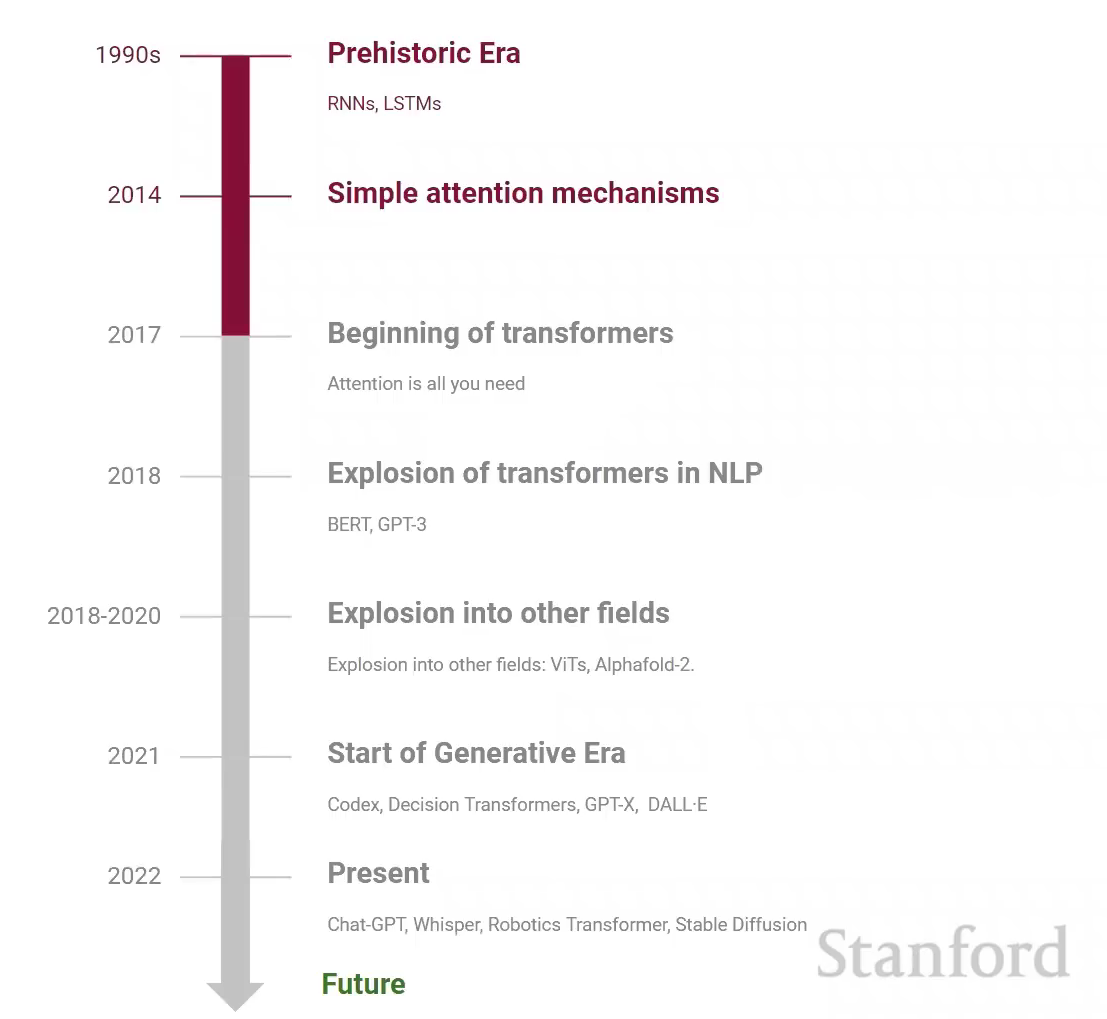 1990s Prehistoric Era
RNNs, LSTMs
2014 Simple attention mechanisms
2017 Beginning of transformers
Attention is all you need
2018 Explosion of transformers in NLP
BERT, GPT-3
2018-2020 Explosion into other fields
Explosion into other fields: ViTs, Alphafold-2.
2021 Start of Generative Era
Codex, Decision Transformers, GPT-X, DALL·E
2022 Present
Chat-GPT, Whisper, Robotics Transformer, Stable Diffusion
Stanford
Future